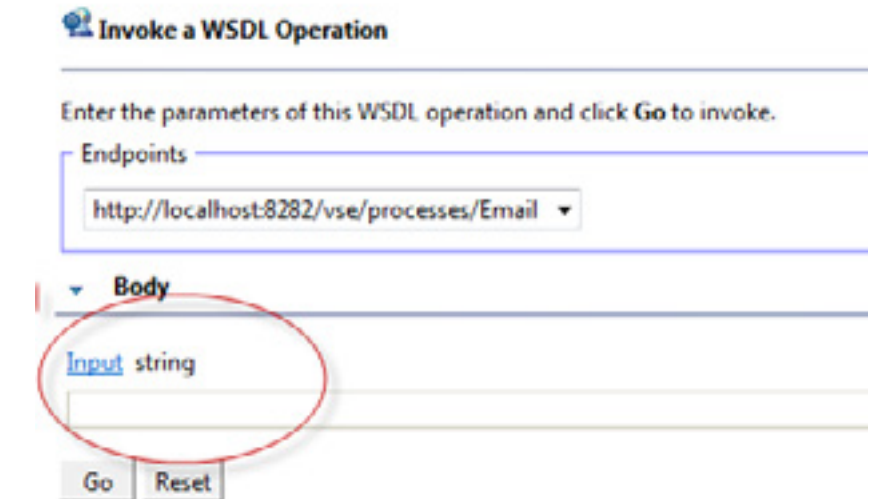 Invoke a WSDL Operation
Enter the parameters of this WSDL operation and click Go to invoke.
Endpoints
http://localhost:8282/vse/processes/Email
Body
Input string
Go Reset